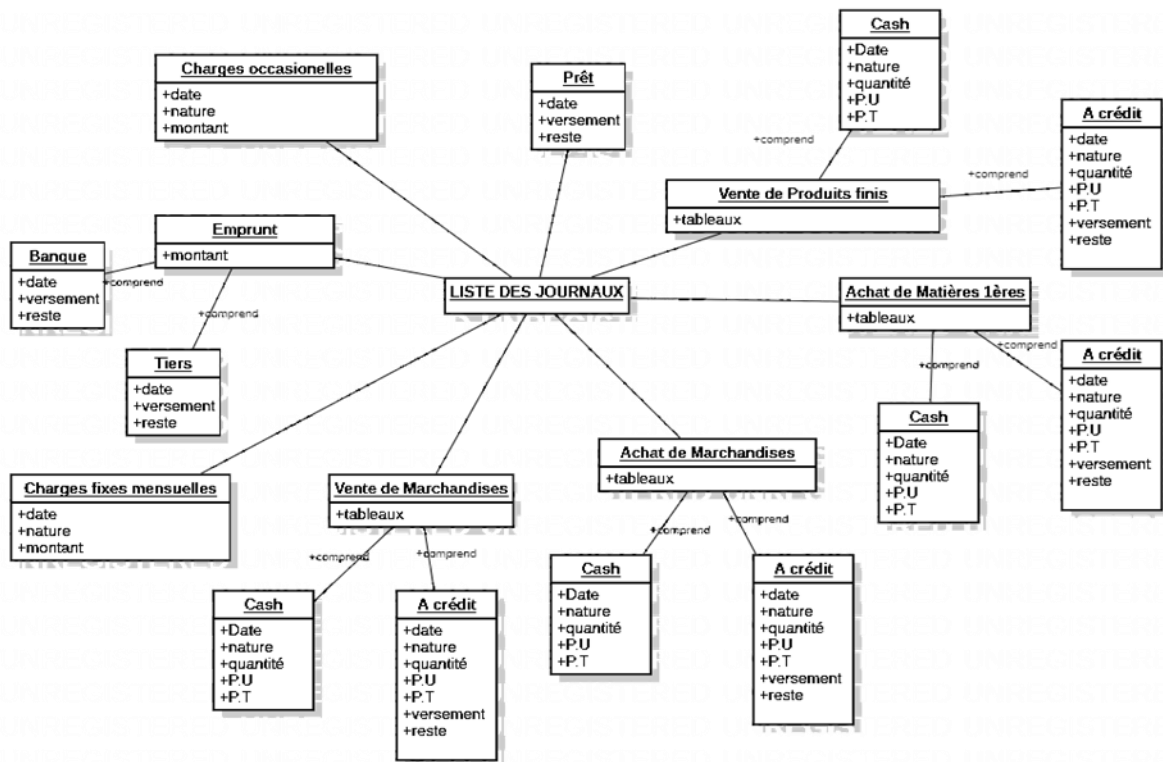 Cash
+Date
+nature
+quantité
+P.U
+P.T
Charges occasionelles
+date
+nature
+montant
Prêt
+date
+versement
+reste
A crédit
+date
+nature
+quantité
+P.U
+P.T
+versement
+reste
+comprend
+comprend
Vente de Produits finis
+tableaux
Emprunt
+montant
Banque
+date
+versement
+reste
+comprend
+comprend
Tiers
+date
+versement
+reste
LISTE DES JOURNAUX
Achat de Matières 1ères
+tableaux
+comprend
+comprend
A crédit
+date
+nature
+quantité
+P.U
+P.T
+versement
+reste
Cash
+Date
+nature
+quantité
+P.U
+P.T
Achat de Marchandises
+tableaux
+comprend
+comprend
Charges fixes mensuelles
+date
+nature
+montant
Vente de Marchandises
+tableaux
+comprend
+comprend
Cash
+Date
+nature
+quantité
+P.U
+P.T
A crédit
+date
+nature
+quantité
+P.U
+P.T
+versement
+reste
Cash
+Date
+nature
+quantité
+P.U
+P.T
A crédit
+date
+nature
+quantité
+P.U
+P.T
+versement
+reste